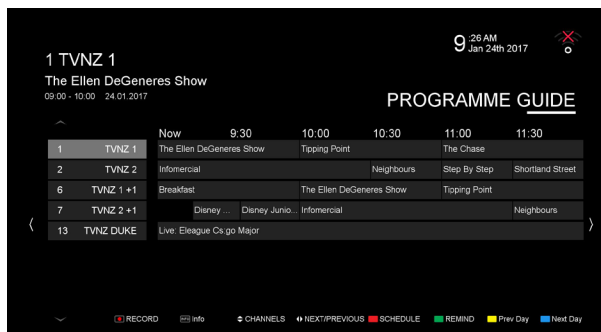 9 :26 AM
Jan 24th 2017
1 TVNZ 1
The Ellen DeGeneres Show
09:00 - 10:00 24.01.2017
PROGRAMME GUIDE
Now 9:30 10:00 10:30 11:00 11:30
1 TVNZ 1 The Ellen DeGeneres Show Tipping Point The Chase
2 TVNZ 2 Infomercial Neighbours Step By Step Shortland Street
6 TVNZ 1 +1 Breakfast The Ellen DeGeneres Show Tipping Point
7 TVNZ 2 +1 Disney ... Disney Junio... Infomercial Neighbours
13 TVNZ DUKE Live: Eleague Cs:go Major
RECORD Info CHANNELS NEXT/PREVIOUS SCHEDULE REMIND Prev Day Next Day